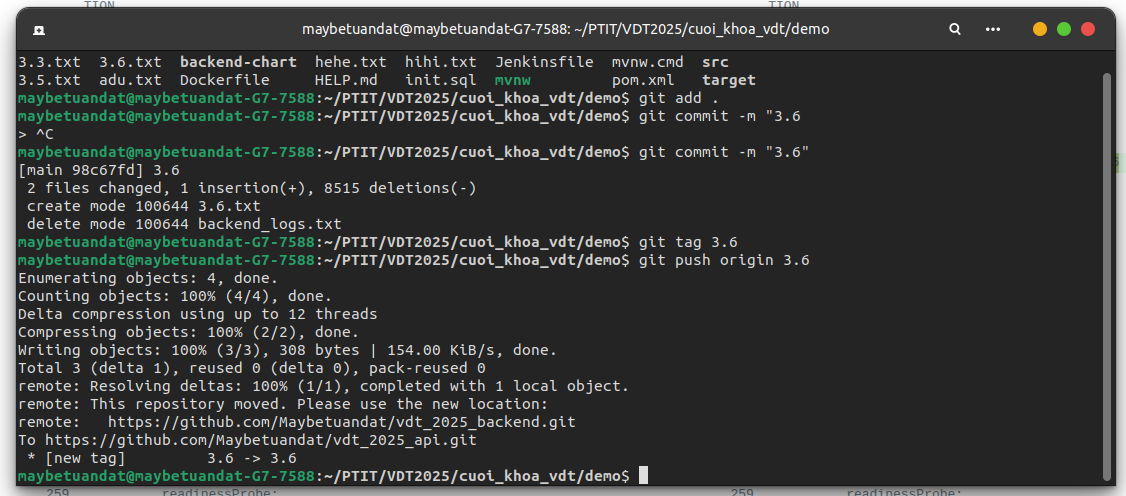 TION TION
maybetuandat@maybetuandat-G7-7588: ~/PTIT/VDT2025/cuoi_khoa_vdt/demo
3.3.txt  3.6.txt  backend-chart  hehe.txt  hihi.txt  Jenkinsfile  mvnw.cmd  src
3.5.txt  adu.txt  Dockerfile     HELP.md   init.sql  mvnw         pom.xml   target
maybetuandat@maybetuandat-G7-7588:~/PTIT/VDT2025/cuoi_khoa_vdt/demo$ git add .
maybetuandat@maybetuandat-G7-7588:~/PTIT/VDT2025/cuoi_khoa_vdt/demo$ git commit -m "3.6
> ^C
maybetuandat@maybetuandat-G7-7588:~/PTIT/VDT2025/cuoi_khoa_vdt/demo$ git commit -m "3.6"
[main 98c67fd] 3.6
 2 files changed, 1 insertion(+), 8515 deletions(-)
 create mode 100644 3.6.txt
 delete mode 100644 backend_logs.txt
maybetuandat@maybetuandat-G7-7588:~/PTIT/VDT2025/cuoi_khoa_vdt/demo$ git tag 3.6
maybetuandat@maybetuandat-G7-7588:~/PTIT/VDT2025/cuoi_khoa_vdt/demo$ git push origin 3.6
Enumerating objects: 4, done.
Counting objects: 100% (4/4), done.
Delta compression using up to 12 threads
Compressing objects: 100% (2/2), done.
Writing objects: 100% (3/3), 308 bytes | 154.00 KiB/s, done.
Total 3 (delta 1), reused 0 (delta 0), pack-reused 0
remote: Resolving deltas: 100% (1/1), completed with 1 local object.
remote: This repository moved. Please use the new location:
remote:   https://github.com/Maybetuandat/vdt_2025_backend.git
To https://github.com/Maybetuandat/vdt_2025_api.git
 * [new tag]         3.6 -> 3.6
maybetuandat@maybetuandat-G7-7588:~/PTIT/VDT2025/cuoi_khoa_vdt/demo$
259 readinessProbe: 259 readinessProbe: